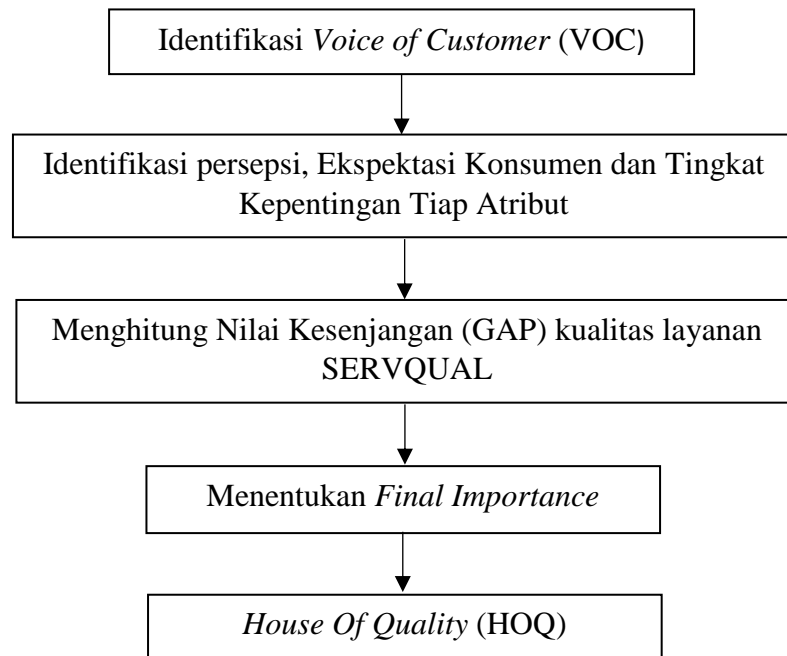 Identifikasi Voice of Customer (VOC)
Identifikasi persepsi, Ekspektasi Konsumen dan Tingkat
Kepentingan Tiap Atribut
Menghitung Nilai Kesenjangan (GAP) kualitas layanan
SERVQUAL
Menentukan Final Importance
House Of Quality (HOQ)